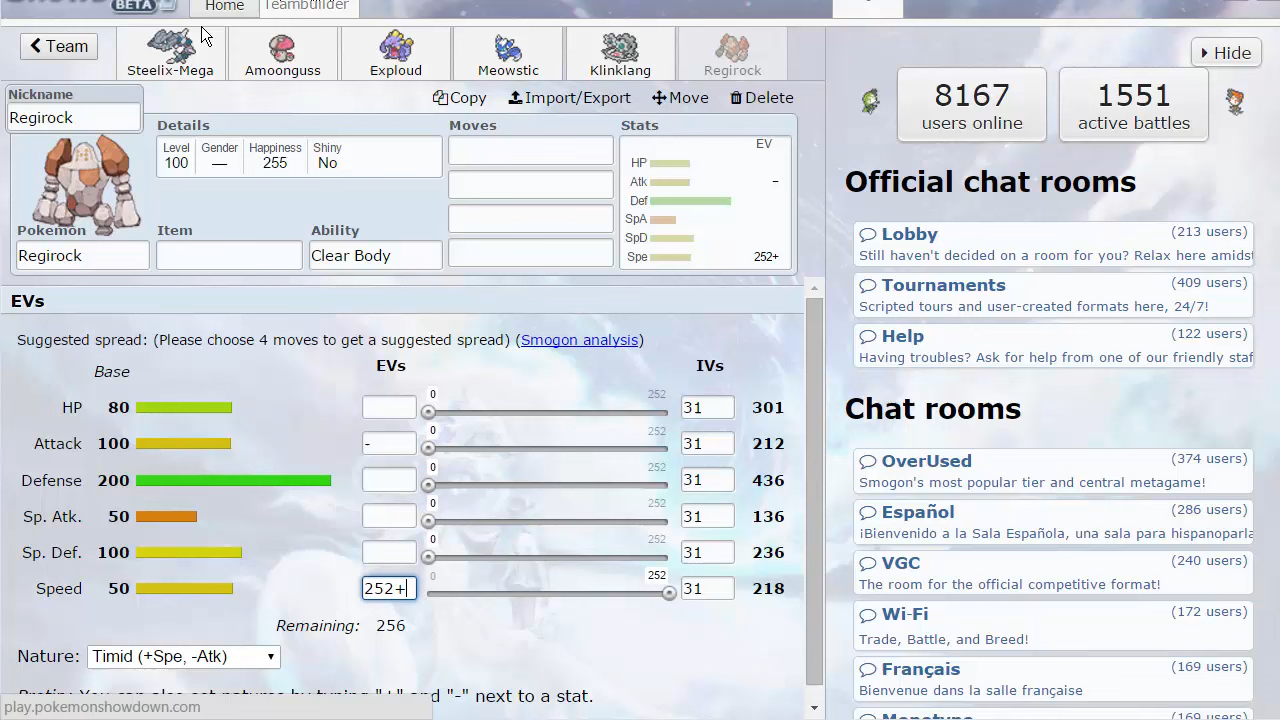 BETA
Home
Teambuilder
Team
Steelix-Mega
Amoonguss
Exploud
Meowstic
Klinklang
Regirock
Hide
Nickname
Regirock
Copy
Import/Export
Move
Delete
Details
Level Gender Happiness Shiny
100 — 255 No
Moves
Stats
EV
HP
Atk –
Def
SpA
SpD
Spe 252+
Pokemon
Regirock
Item
Ability
Clear Body
EVs
Suggested spread: (Please choose 4 moves to get a suggested spread) (Smogon analysis)
Base EVs IVs
0 252
HP 80 31 301
0 252
Attack 100 - 31 212
0 252
Defense 200 31 436
0 252
Sp. Atk. 50 31 136
0 252
Sp. Def. 100 31 236
0 252
Speed 50 252+ 31 218
Remaining: 256
Nature: Timid (+Spe, -Atk)
next to a stat.
play.pokemonshowdown.com
8167
users online
1551
active battles
Official chat rooms
Lobby (213 users)
Still haven't decided on a room for you? Relax here amidst
Tournaments (409 users)
Scripted tours and user-created formats here, 24/7!
Help (122 users)
Having troubles? Ask for help from one of our friendly staf
Chat rooms
OverUsed (374 users)
Smogon's most popular tier and central metagame!
Español (286 users)
¡Bienvenido a la Sala Española, una sala para hispanoparla
VGC (240 users)
The room for the official competitive format!
Wi-Fi (172 users)
Trade, Battle, and Breed!
Français (169 users)
Bienvenue dans la salle française
Monotype (169 users)